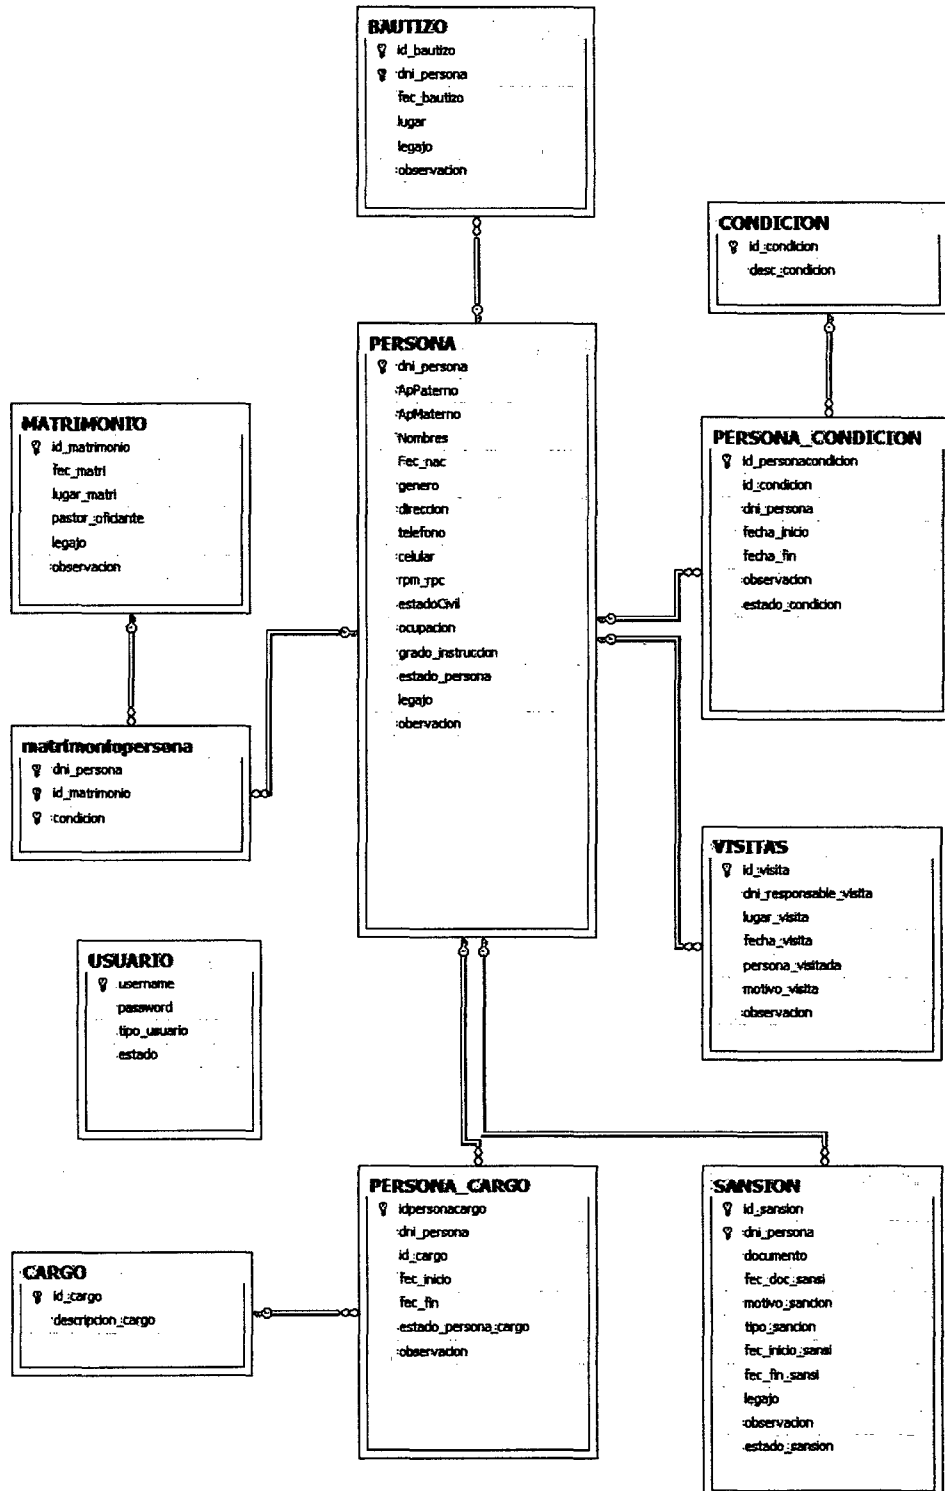 BAUTIZO
id_bautizo
dni_persona
fec_bautizo
lugar
legajo
observacion
CONDICION
id_condicion
desc_condicion
PERSONA
dni_persona
ApPaterno
ApMaterno
Nombres
Fec_nac
genero
direccion
telefono
celular
rpm_rpc
estadoCivil
ocupacion
grado_instruccion
estado_persona
legajo
obervacion
MATRIMONIO
id_matrimonio
fec_matri
lugar_matri
pastor_oficiante
legajo
observacion
PERSONA_CONDICION
id_personacondicion
id_condicion
dni_persona
fecha_inicio
fecha_fin
observacion
estado_condicion
matrimoniopersona
dni_persona
id_matrimonio
condicion
VISITAS
id_visita
dni_responsable_visita
lugar_visita
fecha_visita
persona_visitada
motivo_visita
observacion
USUARIO
username
password
tipo_usuario
estado
PERSONA_CARGO
idpersonacargo
dni_persona
id_cargo
fec_inicio
fec_fin
estado_persona_cargo
observacion
SANSION
id_sansion
dni_persona
documento
fec_doc_sansi
motivo_sancion
tipo_sancion
fec_inicio_sansi
fec_fin_sansi
legajo
observacion
estado_sansion
CARGO
id_cargo
descripcion_cargo